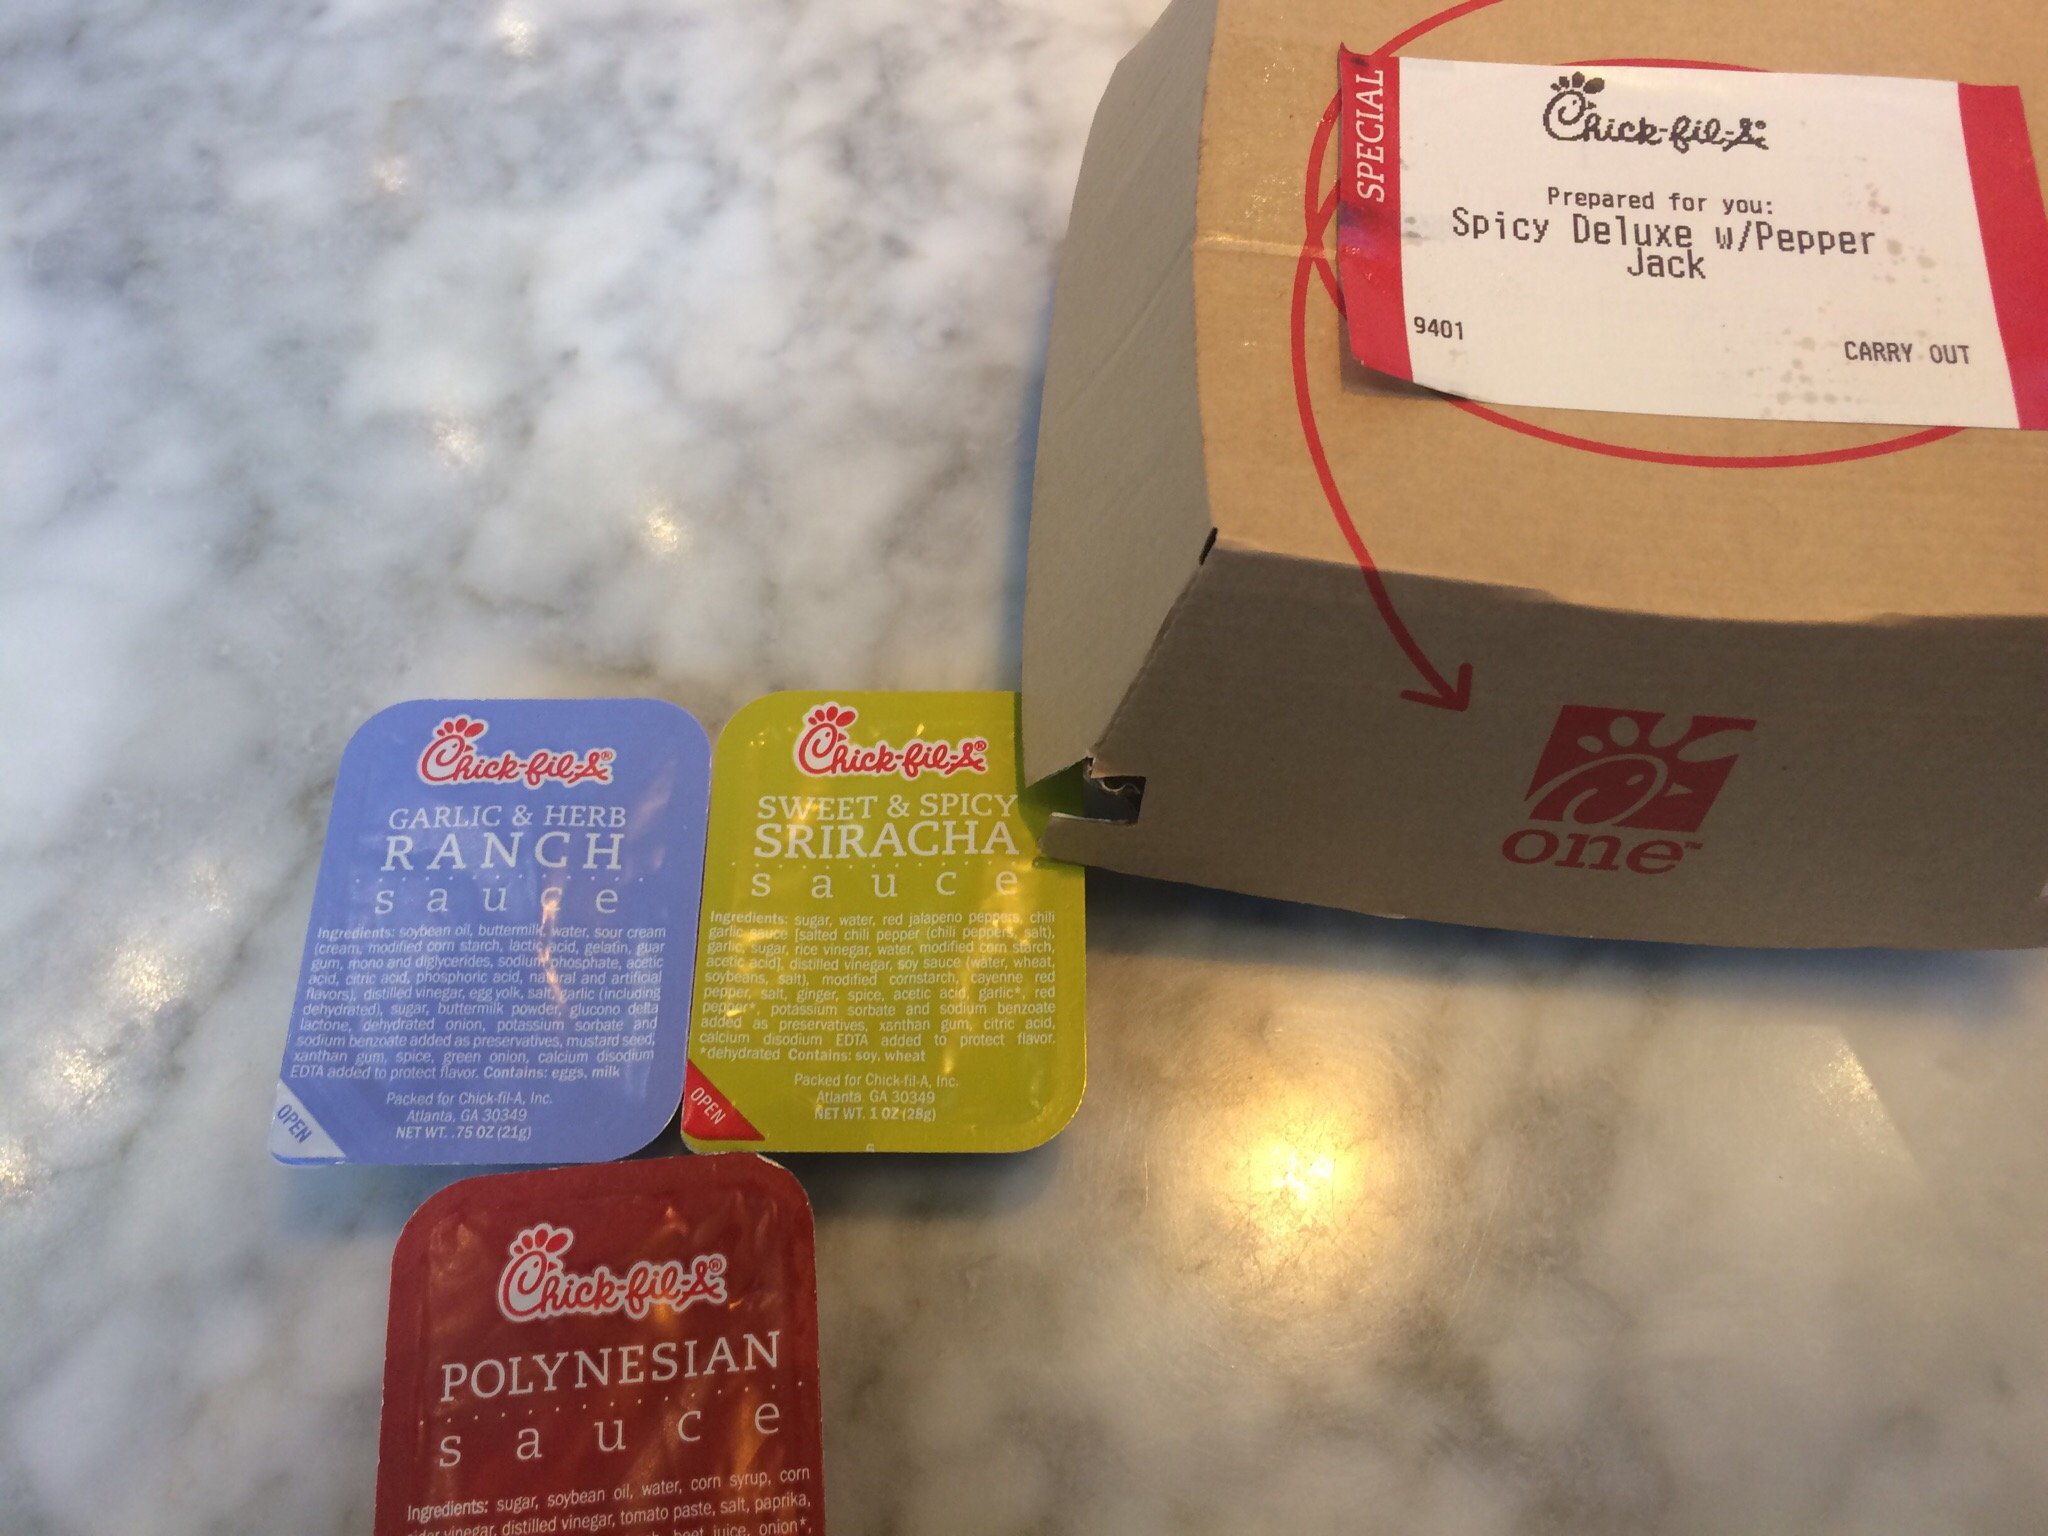 SPECIAL
Chick-fil-A
Prepared for you:
Spicy Deluxe w/Pepper
Jack
9401
CARRY OUT
one™
Chick-fil-A®
GARLIC & HERB
RANCH
sauce
Ingredients: soybean oil, buttermilk, water, sour cream
(cream, modified corn starch, lactic acid, gelatin, guar
gum, mono and diglycerides, sodium phosphate, acetic
acid, citric acid, phosphoric acid, natural and artificial
flavors), distilled vinegar, egg yolk, salt, garlic (including
dehydrated), sugar, buttermilk powder, glucono delta
lactone, dehydrated onion, potassium sorbate and
sodium benzoate added as preservatives, mustard seed,
xanthan gum, spice, green onion, calcium disodium
EDTA added to protect flavor. Contains: eggs, milk
Packed for Chick-fil-A, Inc.
Atlanta, GA 30349
NET WT. .75 OZ (21g)
OPEN
Chick-fil-A®
SWEET & SPICY
SRIRACHA
sauce
Ingredients: sugar, water, red jalapeno peppers, chili
garlic sauce [salted chili pepper (chili peppers, salt),
garlic, sugar, rice vinegar, water, modified corn starch,
acetic acid], distilled vinegar, soy sauce (water, wheat,
soybeans, salt), modified cornstarch, cayenne red
pepper, salt, ginger, spice, acetic acid, garlic*, red
pepper*, potassium sorbate and sodium benzoate
added as preservatives, xanthan gum, citric acid,
calcium disodium EDTA added to protect flavor.
*dehydrated Contains: soy, wheat
Packed for Chick-fil-A, Inc.
Atlanta GA 30349
NET WT. 1 OZ (28g)
OPEN
Chick-fil-A®
POLYNESIAN
sauce
Ingredients: sugar, soybean oil, water, corn syrup, corn
vinegar, distilled vinegar, tomato paste, salt, paprika,
beet juice, onion*,